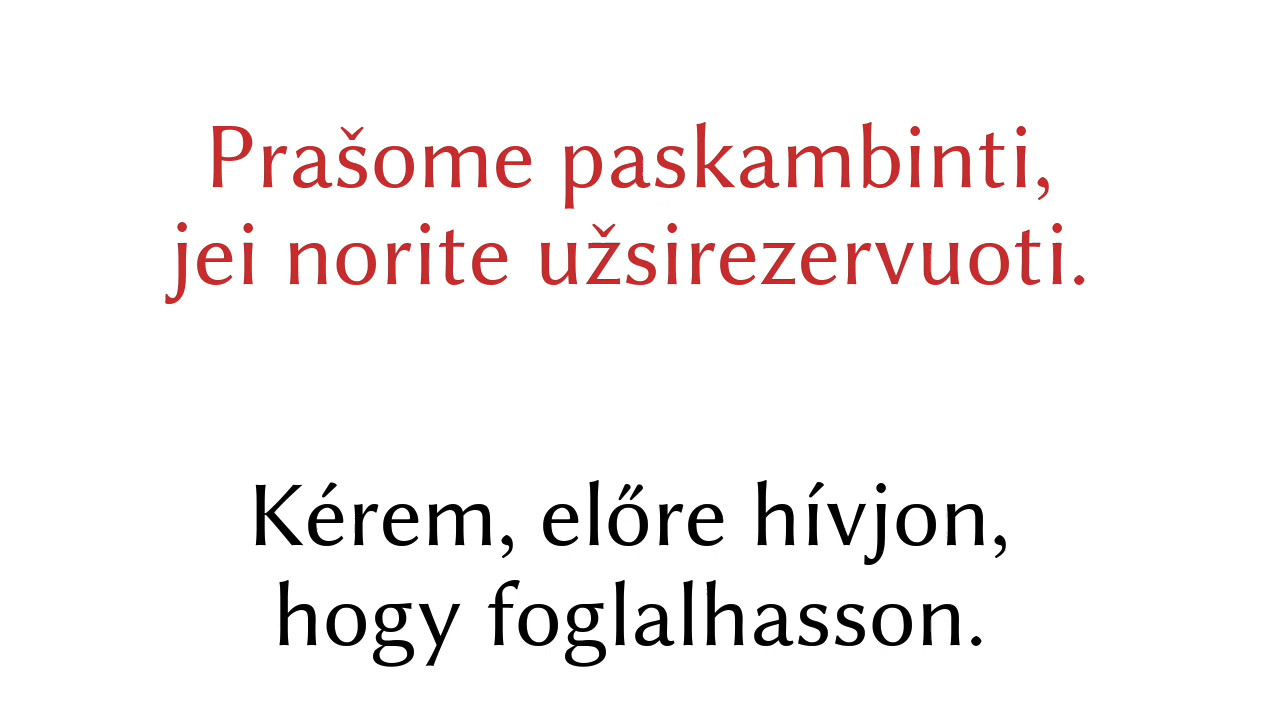 Prašome paskambinti,
jei norite užsirezervuoti.
Kérem, előre hívjon,
hogy foglalhasson.